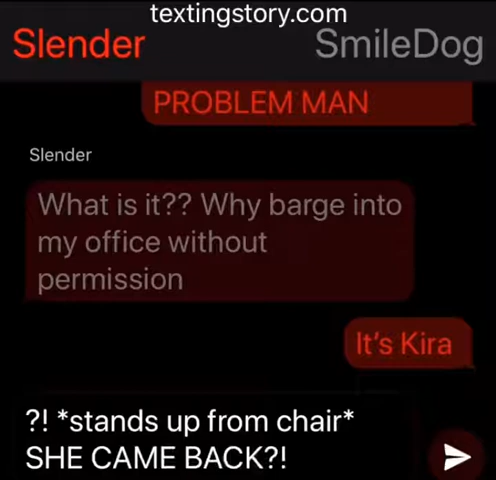 textingstory.com
Slender SmileDog
PROBLEM MAN
Slender
What is it?? Why barge into
my office without
permission
It's Kira
?! *stands up from chair*
SHE CAME BACK?!